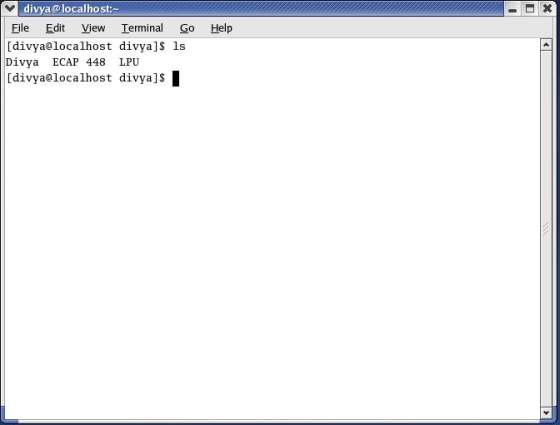 divya@localhost:~
File Edit View Terminal Go Help
[divya@localhost divya]$ ls
Divya  ECAP 448  LPU
[divya@localhost divya]$